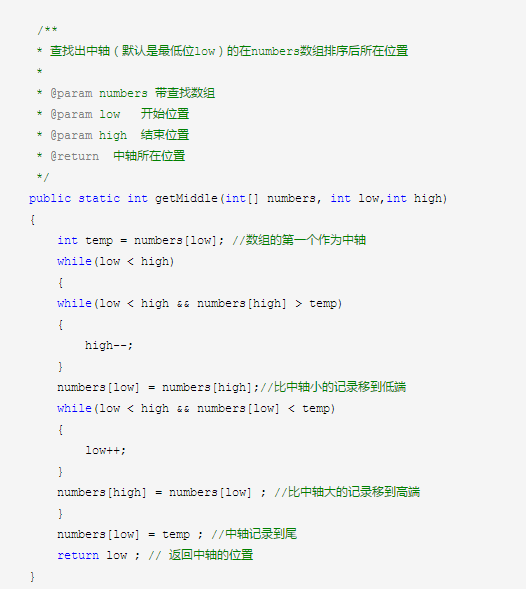 /**
 * 查找出中轴（默认是最低位low）的在numbers数组排序后所在位置
 *
 * @param numbers 带查找数组
 * @param low   开始位置
 * @param high  结束位置
 * @return  中轴所在位置
 */
public static int getMiddle(int[] numbers, int low,int high)
{
    int temp = numbers[low]; //数组的第一个作为中轴
    while(low < high)
    {
    while(low < high && numbers[high] > temp)
    {
        high--;
    }
    numbers[low] = numbers[high];//比中轴小的记录移到低端
    while(low < high && numbers[low] < temp)
    {
        low++;
    }
    numbers[high] = numbers[low] ; //比中轴大的记录移到高端
    }
    numbers[low] = temp ; //中轴记录到尾
    return low ; // 返回中轴的位置
}